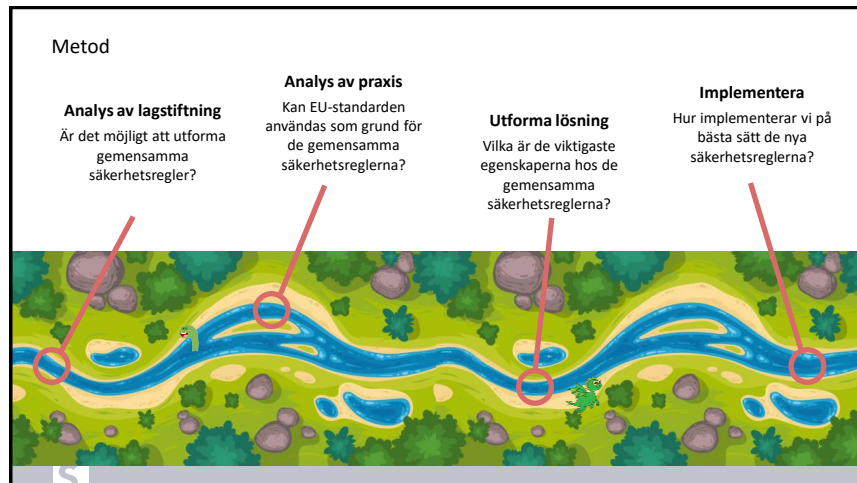 Metod
Analys av lagstiftning
Är det möjligt att utforma
gemensamma
säkerhetsregler?
Analys av praxis
Kan EU-standarden
användas som grund för
de gemensamma
säkerhetsreglerna?
Utforma lösning
Vilka är de viktigaste
egenskaperna hos de
gemensamma
säkerhetsreglerna?
Implementera
Hur implementerar vi på
bästa sätt de nya
säkerhetsreglerna?
S